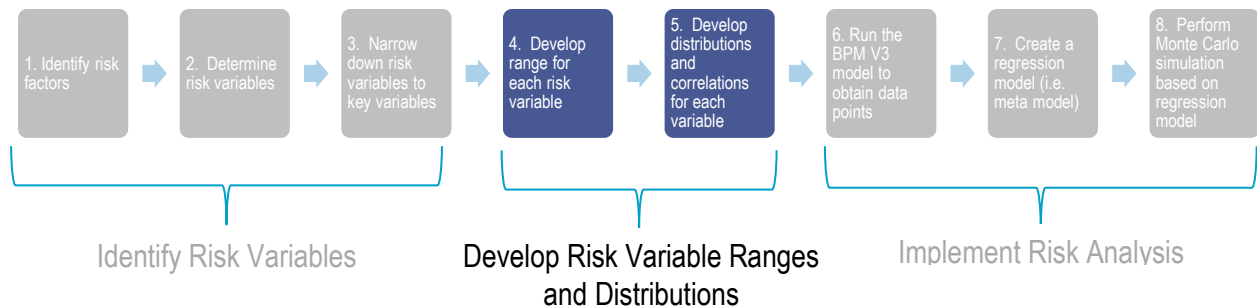 1. Identify risk
factors
2. Determine
risk variables
3. Narrow
down risk
variables to
key variables
4. Develop
range for
each risk
variable
5. Develop
distributions
and
correlations
for each
variable
6. Run the
BPM V3
model to
obtain data
points
7. Create a
regression
model (i.e.
meta model)
8. Perform
Monte Carlo
simulation
based on
regression
model
Identify Risk Variables
Develop Risk Variable Ranges
and Distributions
Implement Risk Analysis